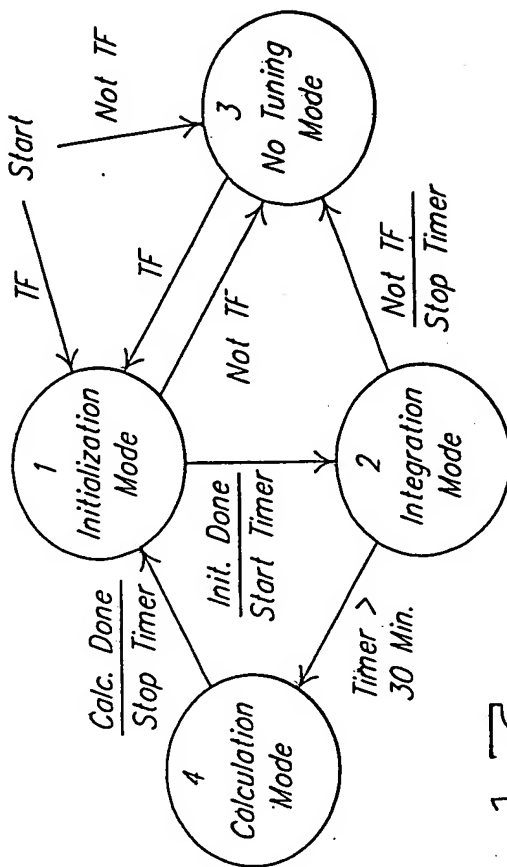 Start
TF
Not TF
1
Initialization
Mode
TF
Not TF
3
No Tuning
Mode
Calc. Done
Stop Timer
Init. Done
Start Timer
Not TF
Stop Timer
4
Calculation
Mode
Timer >
30 Min.
2
Integration
Mode